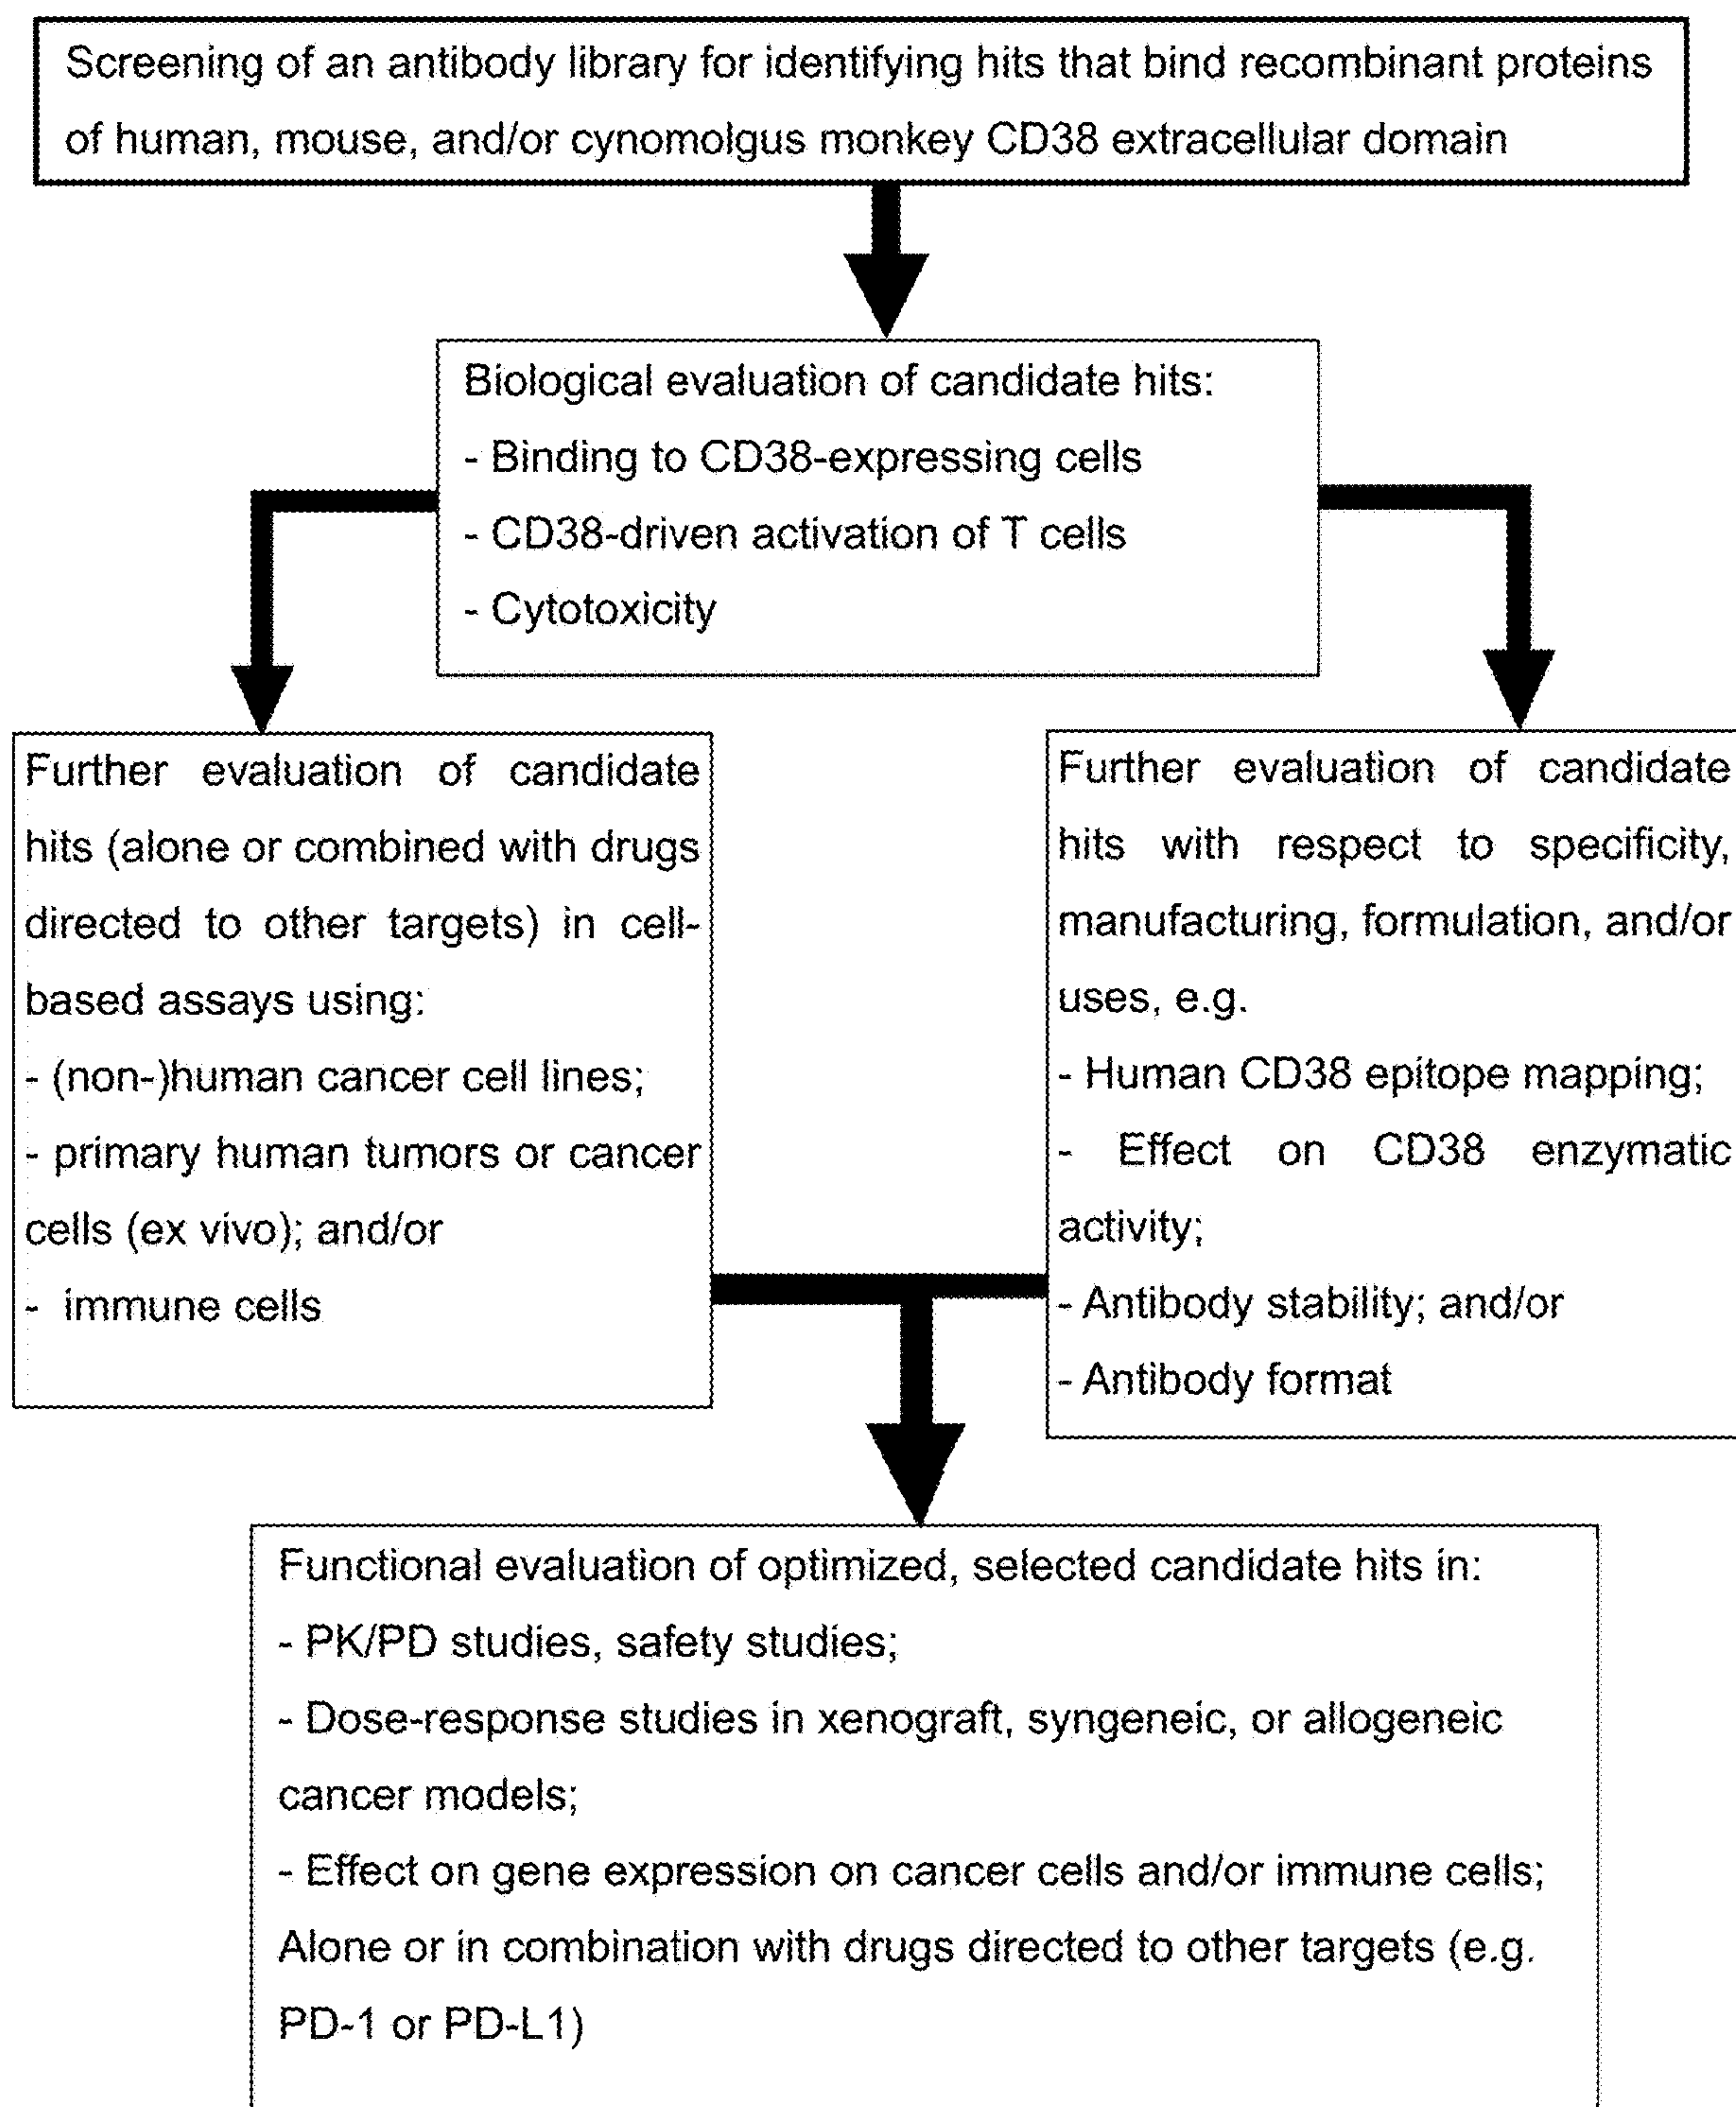 Screening of an antibody library for identifying hits that bind recombinant proteins
of human, mouse, and/or cynomolgus monkey CD38 extracellular domain
Biological evaluation of candidate hits:
- Binding to CD38-expressing cells
- CD38-driven activation of T cells
- Cytotoxicity
Further evaluation of candidate
hits (alone or combined with drugs
directed to other targets) in cell-
based assays using:
- (non-)human cancer cell lines;
- primary human tumors or cancer
cells (ex vivo); and/or
- immune cells
Further evaluation of candidate
hits with respect to specificity,
manufacturing, formulation, and/or
uses, e.g.
- Human CD38 epitope mapping;
- Effect on CD38 enzymatic
activity;
- Antibody stability; and/or
- Antibody format
Functional evaluation of optimized, selected candidate hits in:
- PK/PD studies, safety studies;
- Dose-response studies in xenograft, syngeneic, or allogeneic
cancer models;
- Effect on gene expression on cancer cells and/or immune cells;
Alone or in combination with drugs directed to other targets (e.g.
PD-1 or PD-L1)